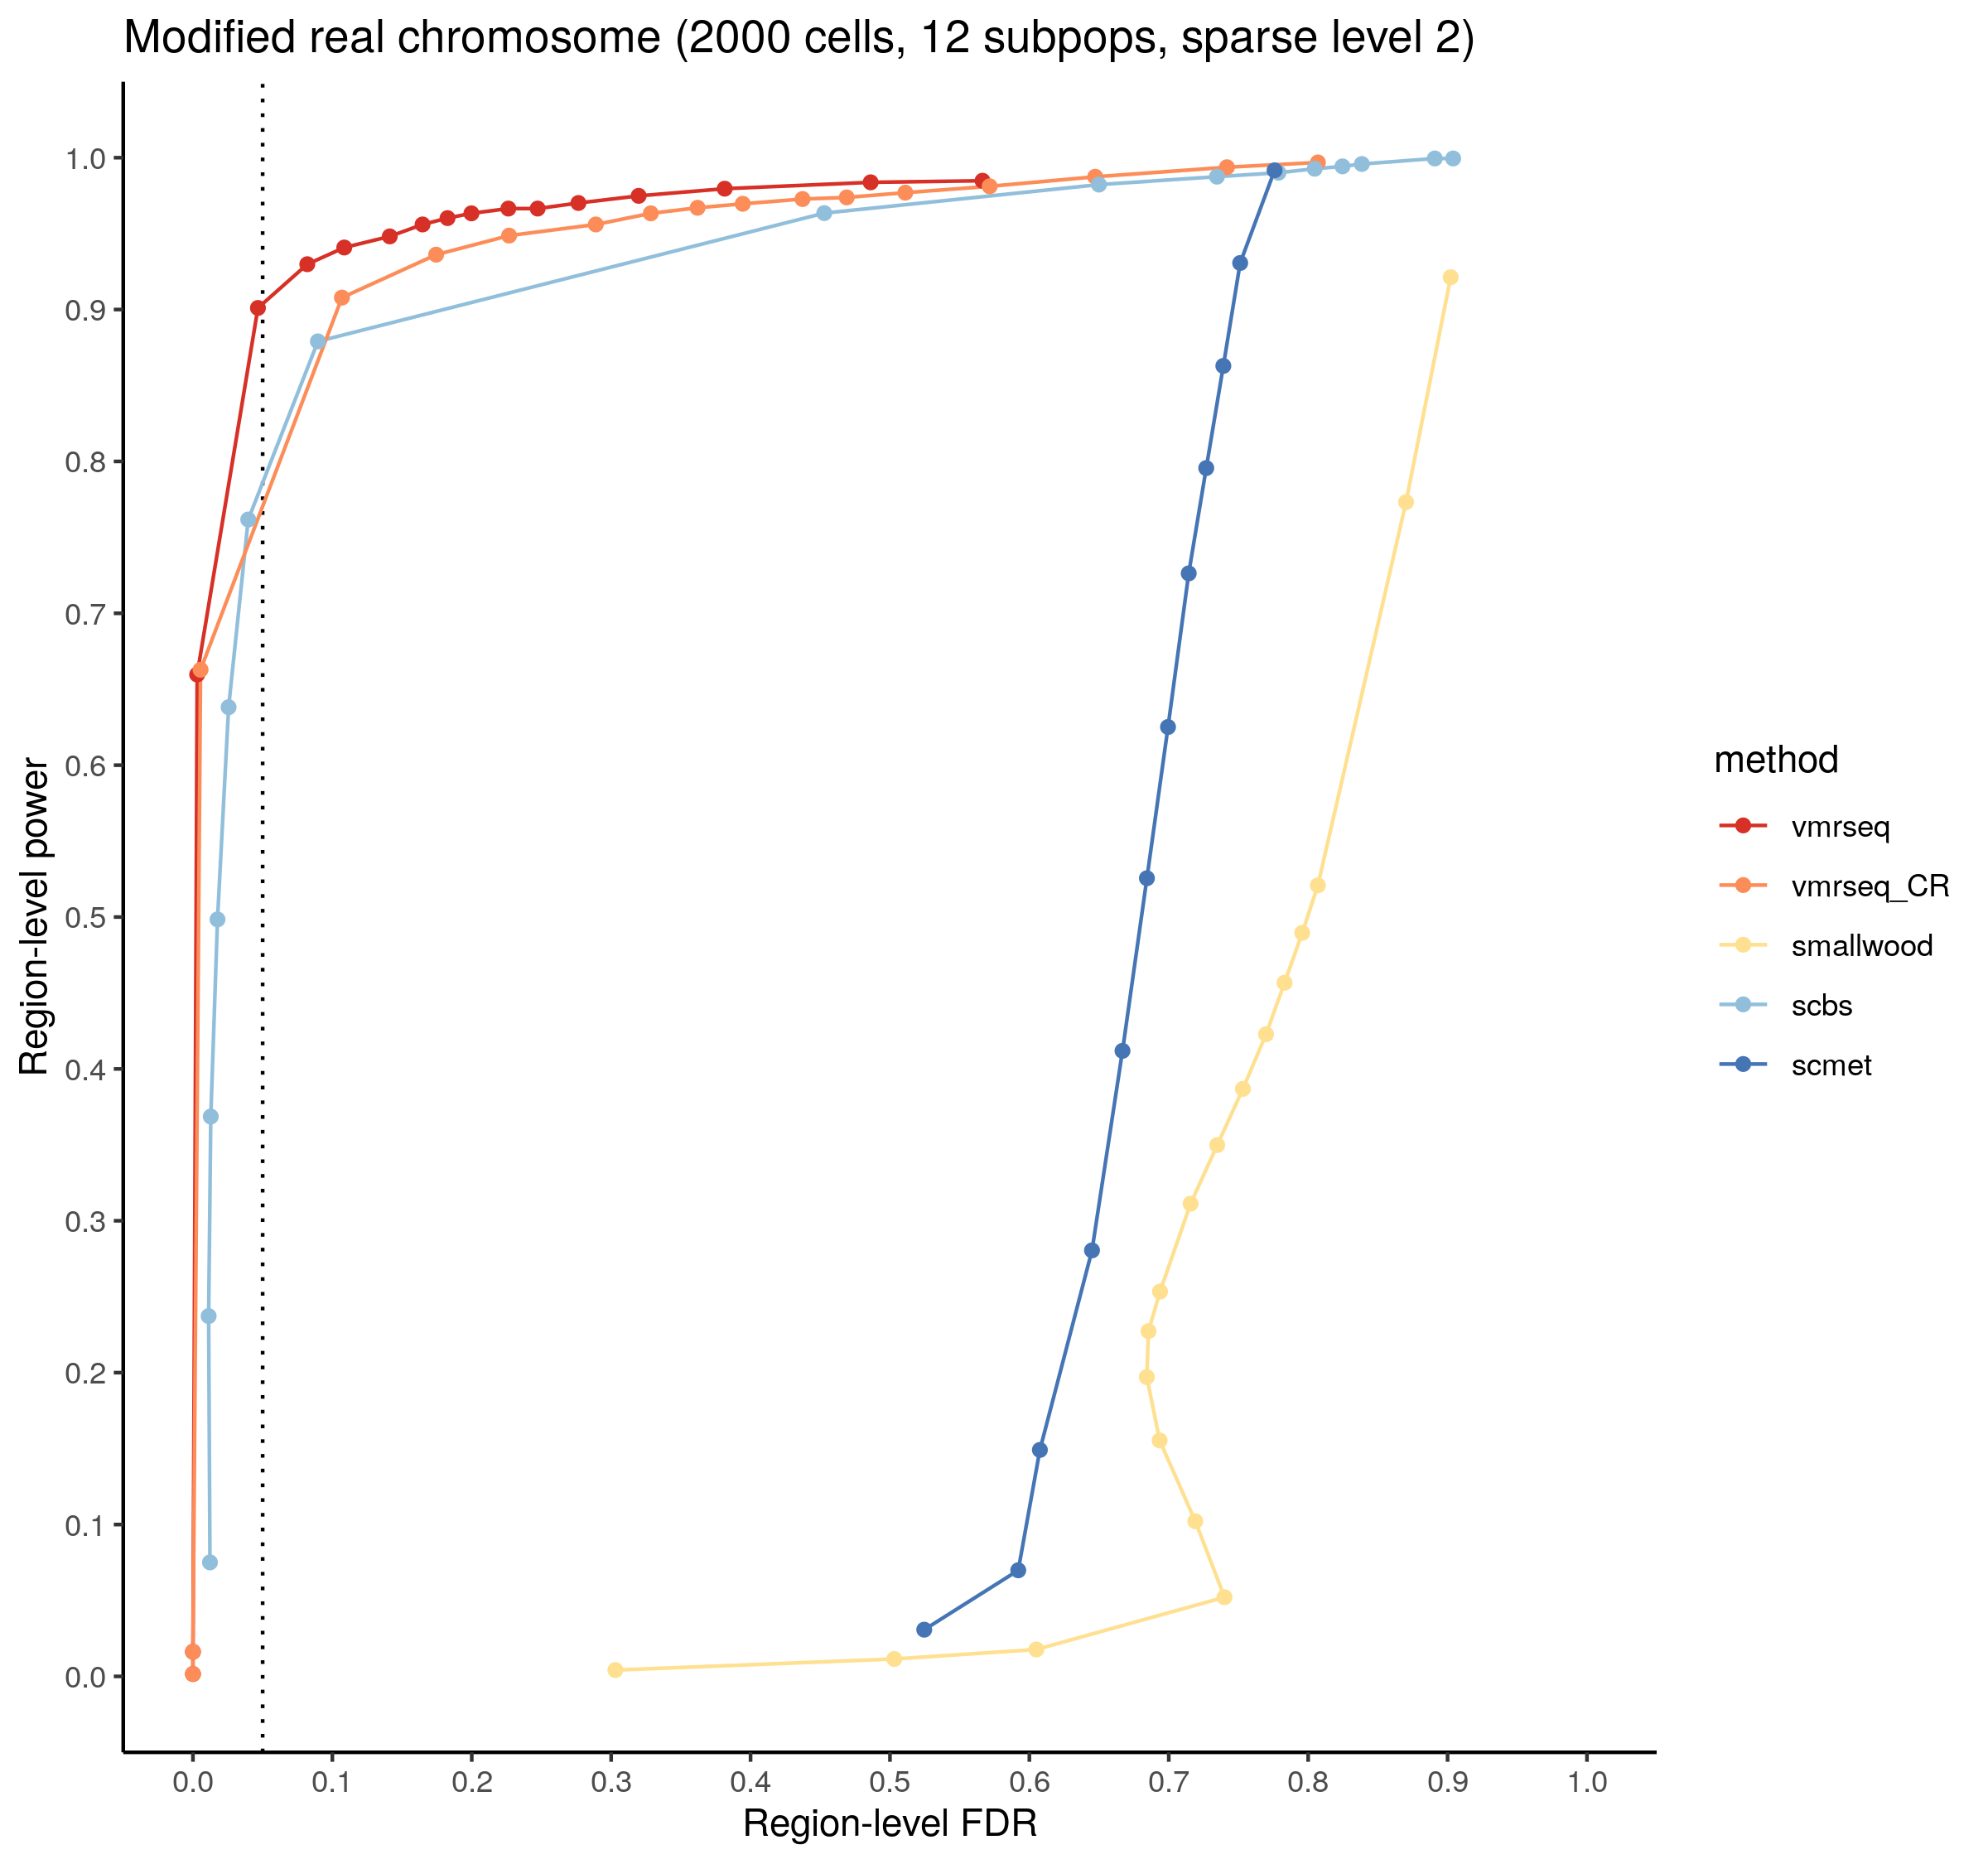 Modified real chromosome (2000 cells, 12 subpops, sparse level 2)
Region-level power
1.0
0.9
0.8
0.7
0.6
0.5
0.4
0.3
0.2
0.1
0.0
0.0 0.1 0.2 0.3 0.4 0.5 0.6 0.7 0.8 0.9 1.0
Region-level FDR
method
vmrseq
vmrseq_CR
smallwood
scbs
scmet